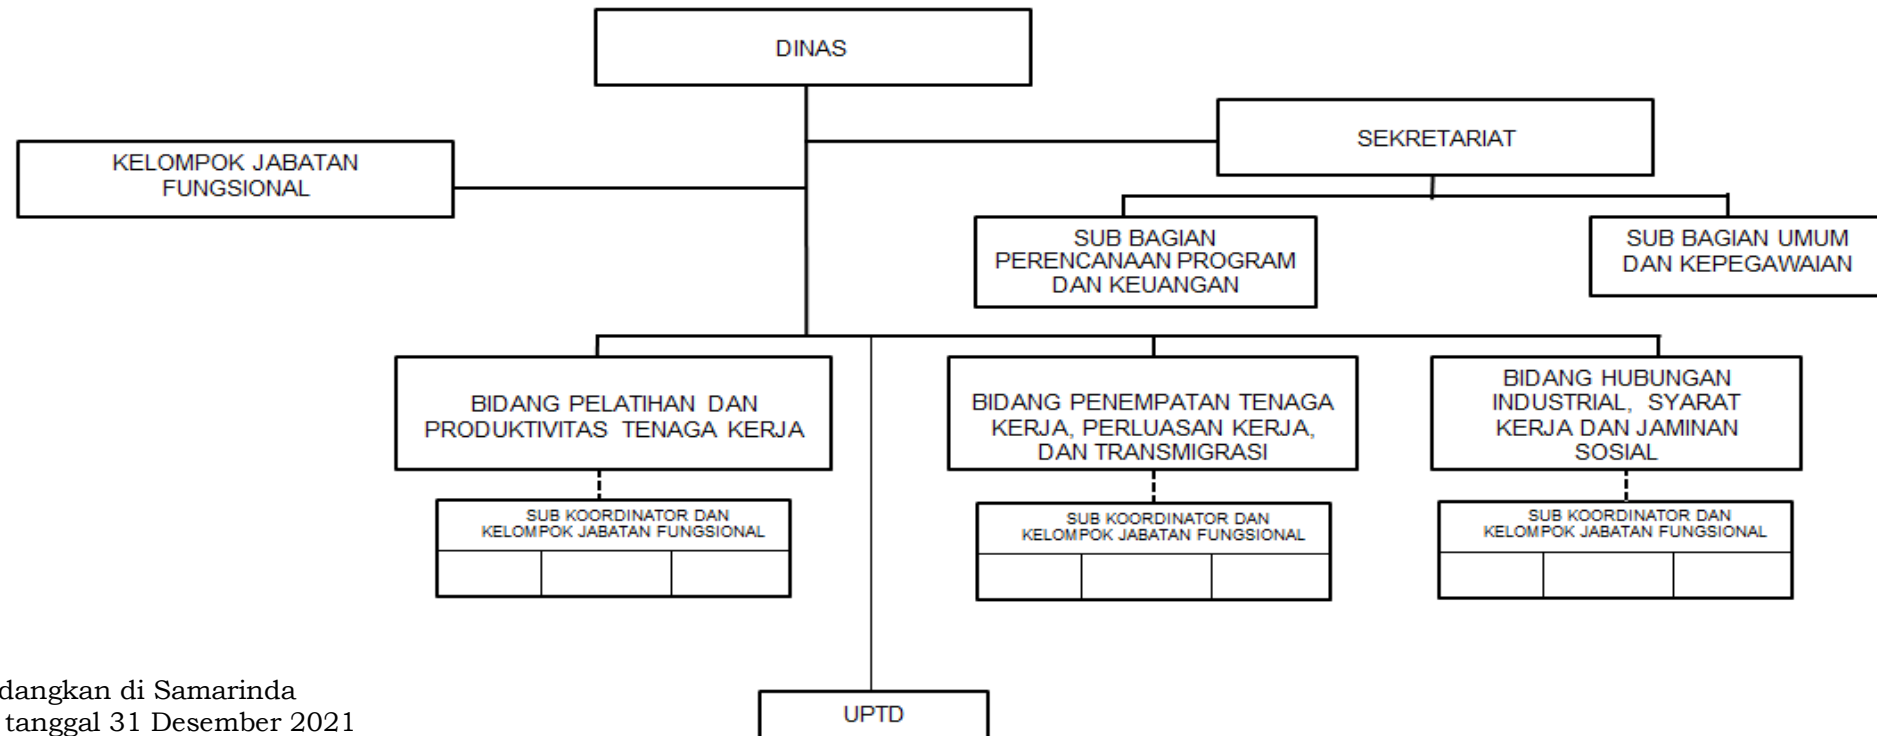 DINAS
SEKRETARIAT
KELOMPOK JABATAN
FUNGSIONAL
SUB BAGIAN
PERENCANAAN PROGRAM
DAN KEUANGAN
SUB BAGIAN UMUM
DAN KEPEGAWAIAN
BIDANG PELATIHAN DAN
PRODUKTIVITAS TENAGA KERJA
BIDANG PENEMPATAN TENAGA
KERJA, PERLUASAN KERJA,
DAN TRANSMIGRASI
BIDANG HUBUNGAN
INDUSTRIAL, SYARAT
KERJA DAN JAMINAN
SOSIAL
SUB KOORDINATOR DAN
KELOMPOK JABATAN FUNGSIONAL
SUB KOORDINATOR DAN
KELOMPOK JABATAN FUNGSIONAL
SUB KOORDINATOR DAN
KELOMPOK JABATAN FUNGSIONAL
dangkan di Samarinda
tanggal 31 Desember 2021
UPTD